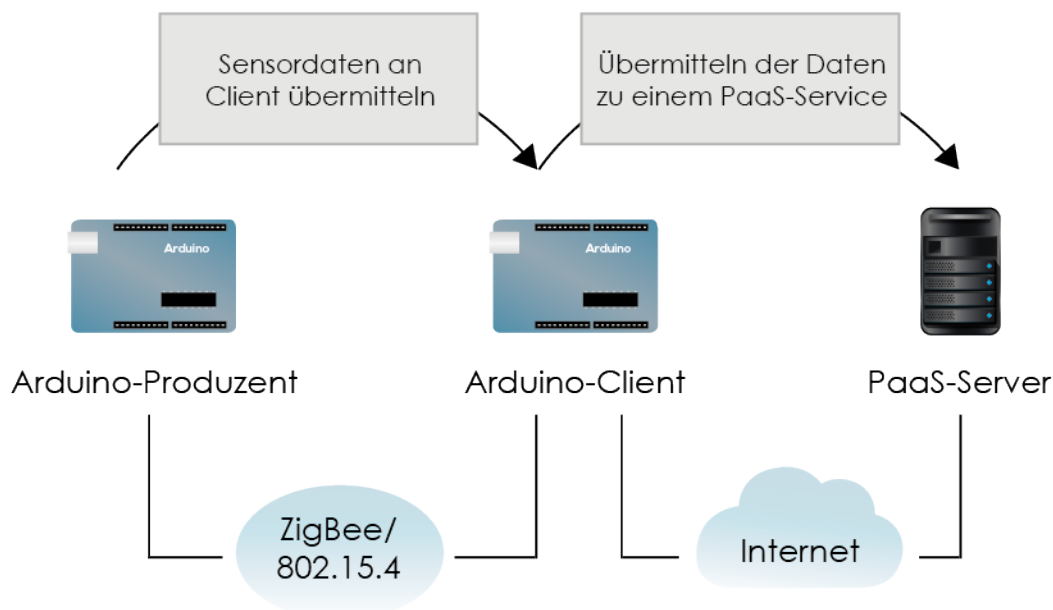 Sensordaten an
Client übermitteln
Übermitteln der Daten
zu einem PaaS-Service
Arduino
Arduino
Arduino-Produzent
Arduino-Client
PaaS-Server
ZigBee/
802.15.4
Internet